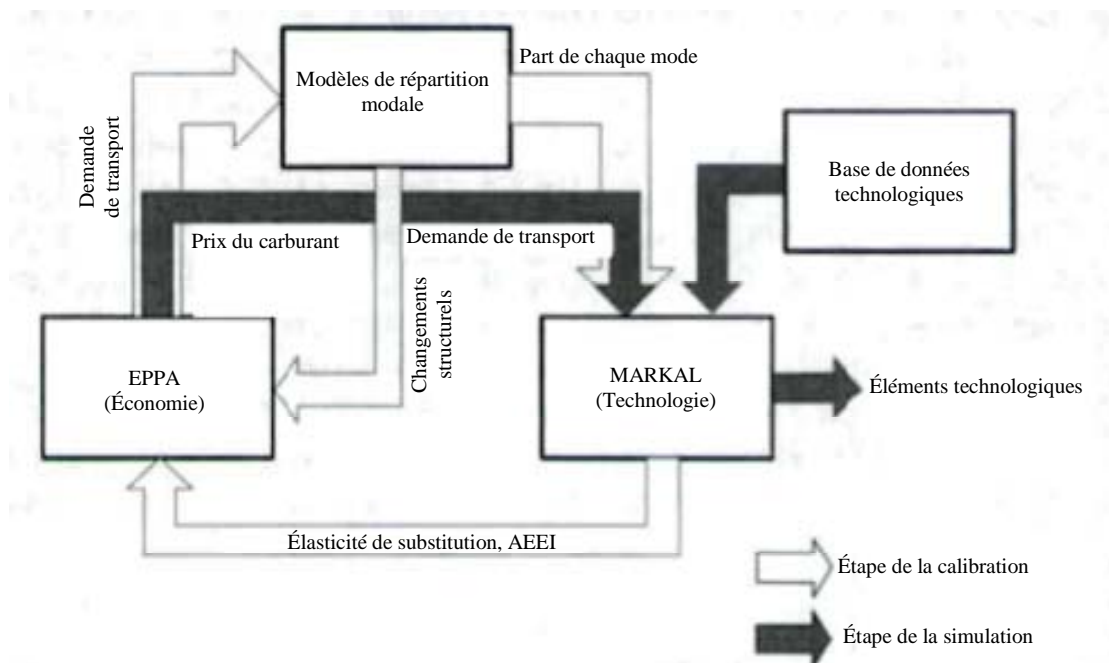 Part de chaque mode
Modèles de répartition
modale
Demande
de transport
Base de données
technologiques
Prix du carburant
Demande de transport
Changements
structurels
EPPA
(Économie)
MARKAL
(Technologie)
Éléments technologiques
Élasticité de substitution, AEEI
Étape de la calibration
Étape de la simulation